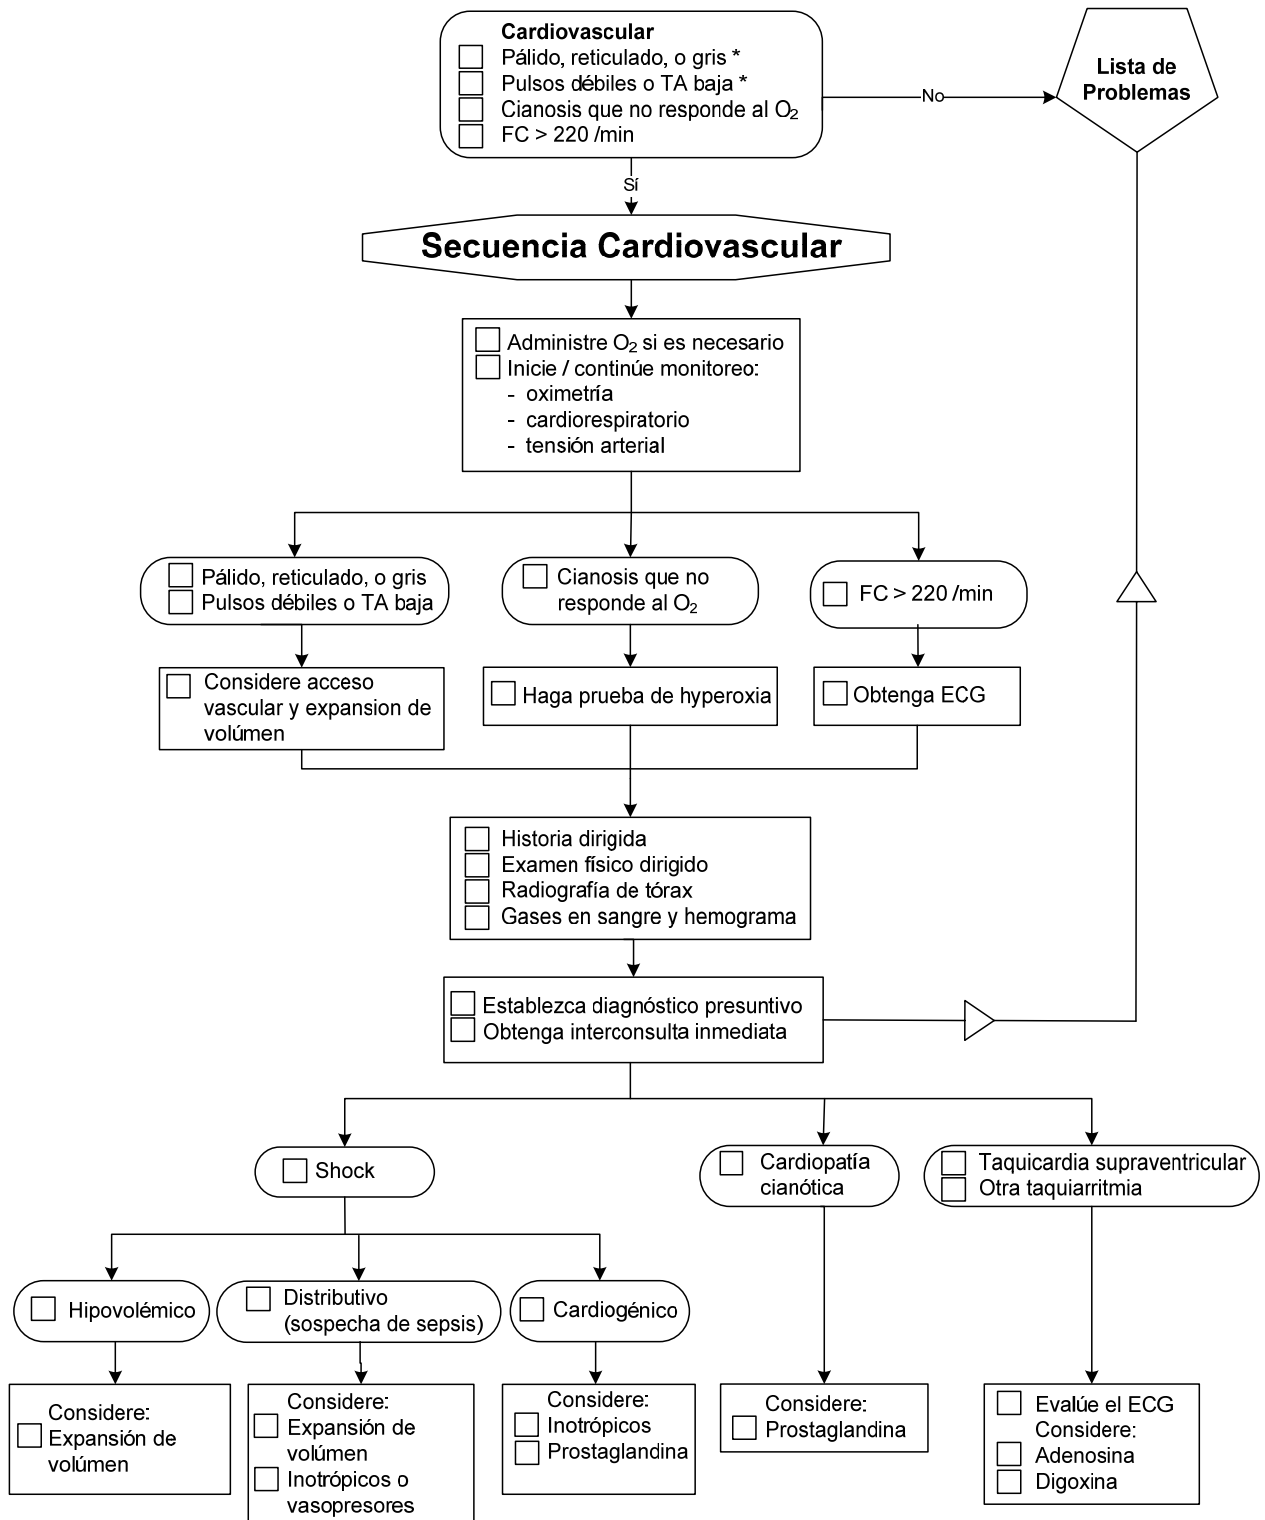 Cardiovascular
Pálido, reticulado, o gris *
Pulsos débiles o TA baja *
Cianosis que no responde al O₂
FC > 220 /min
No
Lista de
Problemas
Sí
Secuencia Cardiovascular
Administre O₂ si es necesario
Inicie / continúe monitoreo:
- oximetría
- cardiorespiratorio
- tensión arterial
Pálido, reticulado, o gris
Pulsos débiles o TA baja
Cianosis que no
responde al O₂
FC > 220 /min
Considere acceso
vascular y expansion de
volúmen
Haga prueba de hyperoxia
Obtenga ECG
Historia dirigida
Examen físico dirigido
Radiografía de tórax
Gases en sangre y hemograma
Establezca diagnóstico presuntivo
Obtenga interconsulta inmediata
Shock
Cardiopatía
cianótica
Taquicardia supraventricular
Otra taquiarritmia
Hipovolémico
Distributivo
(sospecha de sepsis)
Cardiogénico
Considere:
Expansión de
volúmen
Considere:
Expansión de
volúmen
Inotrópicos o
vasopresores
Considere:
Inotrópicos
Prostaglandina
Considere:
Prostaglandina
Evalúe el ECG
Considere:
Adenosina
Digoxina